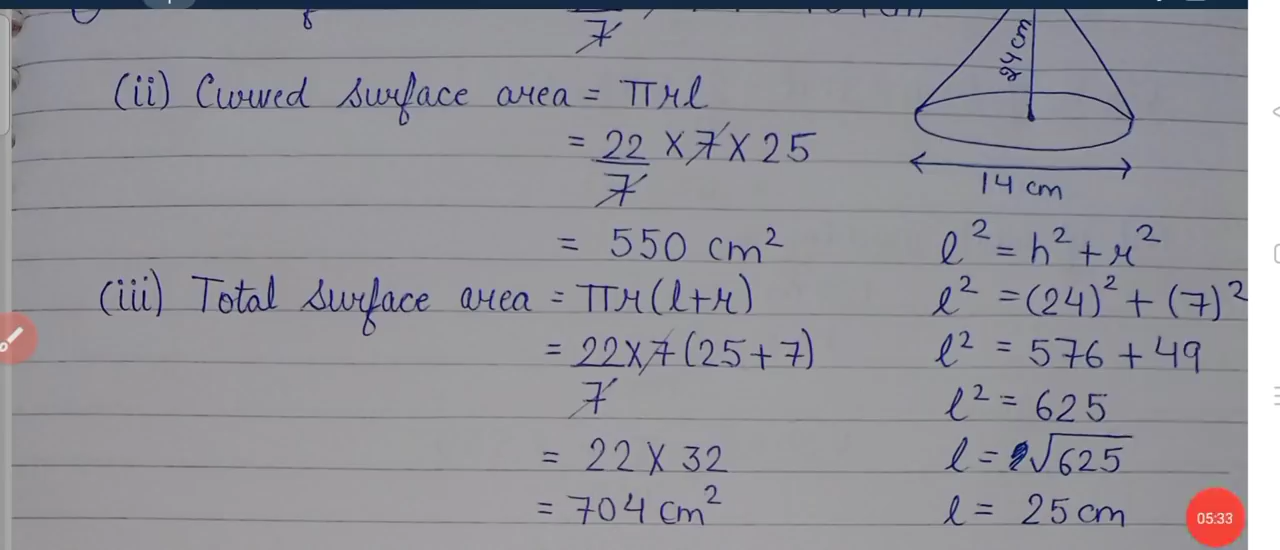 7
24 cm
(ii) Curved surface area = πrl
= 22 × 7 × 25
7
14 cm
= 550 cm²
(iii) Total surface area = πr(l+r)
= 22×7(25+7)
7
= 22 × 32
= 704 cm²
l² = h² + r²
l² = (24)² + (7)²
l² = 576 + 49
l² = 625
l = √625
l = 25 cm
05:33